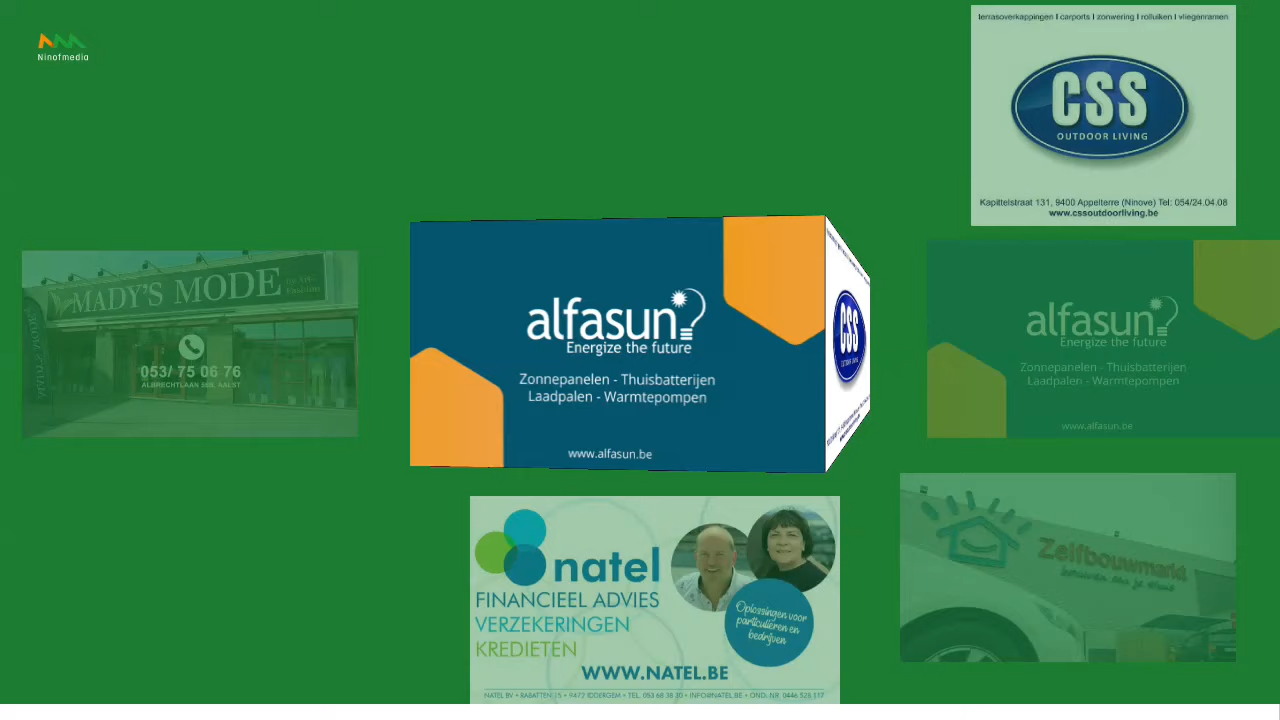 Ninofmedia
terrasoverkappingen I carports I zonwering I rolluiken I vliegenramen
CSS
OUTDOOR LIVING
Kapittelstraat 131, 9400 Appelterre (Ninove) Tel: 054/24.04.08
www.cssoutdoorliving.be
MADY'S MODE
053/ 75 06 76
alfasun
Energize the future
Zonnepanelen - Thuisbatterijen
Laadpalen - Warmtepompen
www.alfasun.be
CSS
alfasun
Energize the future
Zonnepanelen - Thuisbatterijen
Laadpalen - Warmtepompen
www.alfasun.be
natel
FINANCIEEL ADVIES
VERZEKERINGEN
KREDIETEN
Oplossingen voor
particulieren en
bedrijven
WWW.NATEL.BE
Zelfbouwmarkt